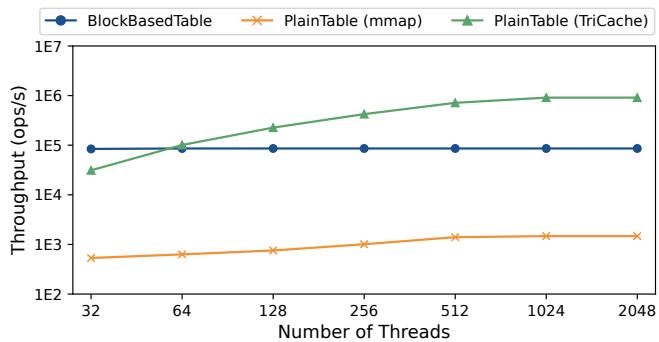 BlockBasedTable PlainTable (mmap) PlainTable (TriCache)
1E7
1E6
1E5
1E4
1E3
1E2
Throughput (ops/s)
32 64 128 256 512 1024 2048
Number of Threads